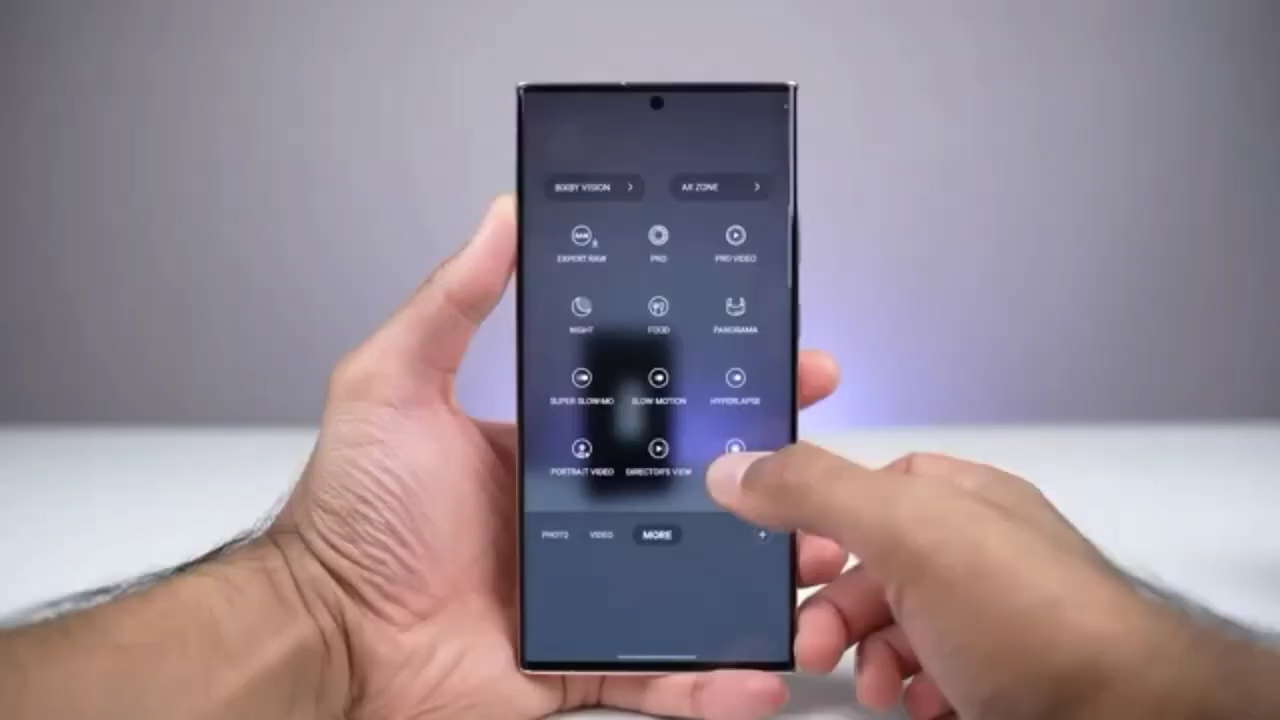 BIXBY VISION > AR ZONE >
RAW
EXPERT RAW PRO PRO VIDEO
NIGHT FOOD PANORAMA
SUPER SLOW-MO SLOW MOTION HYPERLAPSE
PORTRAIT VIDEO DIRECTOR'S VIEW
PHOTO VIDEO MORE +